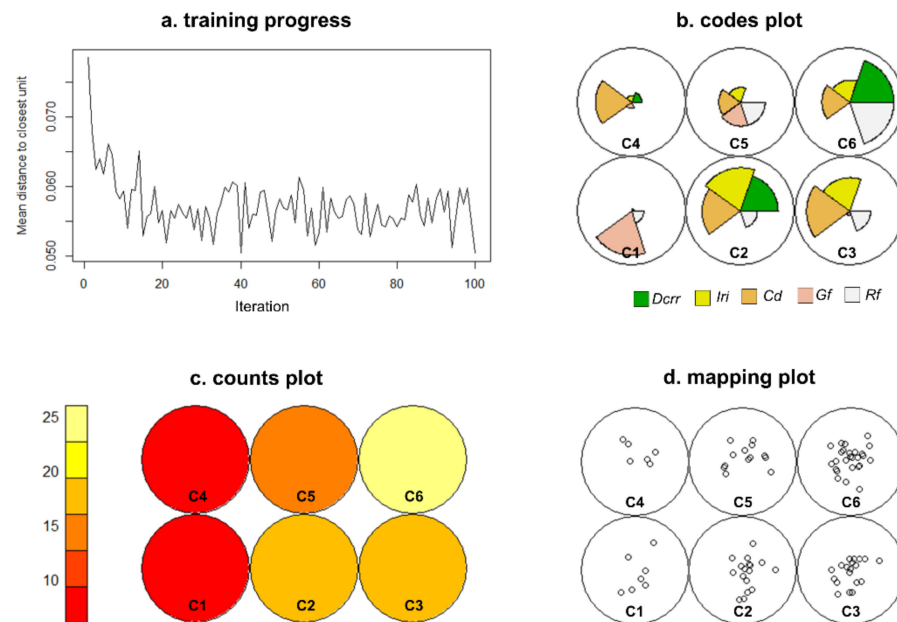 a. training progress
Mean distance to closest unit
0.070
0.060
0.050
0 20 40 60 80 100
Iteration
b. codes plot
C4 C5 C6
C1 C2 C3
Dcrr Iri Cd Gf Rf
c. counts plot
25
20
15
10
C4 C5 C6
C1 C2 C3
d. mapping plot
C4 C5 C6
C1 C2 C3